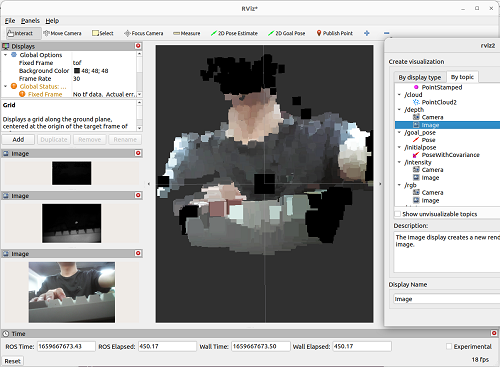 RViz*
File Panels Help
Interact Move Camera Select Focus Camera Measure 2D Pose Estimate 2D Goal Pose Publish Point
Displays
Global Options
Fixed Frame tof
Background Color 48; 48; 48
Frame Rate 30
Global Status: ...
Fixed Frame No tf data. Actual err...
Grid
Displays a grid along the ground plane,
centered at the origin of the target frame of
Add Duplicate Remove Rename
Image
Image
Image
rviz2
Create visualization
By display type By topic
PointStamped
/cloud
PointCloud2
/depth
Camera
Image
/goal_pose
Pose
/initialpose
PoseWithCovariance
/intensity
Camera
Image
/rgb
Camera
Image
Show unvisualizable topics
Description:
The image display creates a new rend
image.
Display Name
Image
Time
ROS Time: 1659667673.43 ROS Elapsed: 450.17 Wall Time: 1659667673.50 Wall Elapsed: 450.17 Experimental
Reset 18 fps